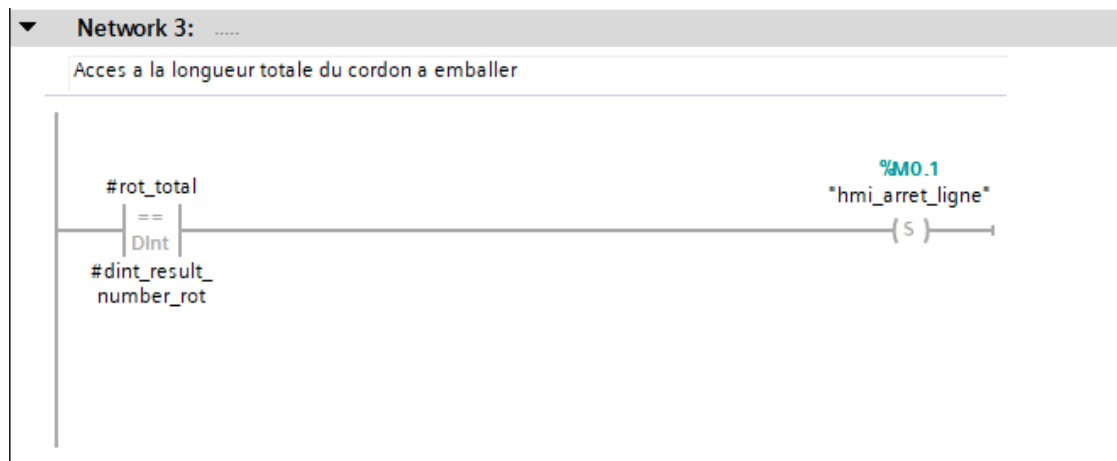 Network 3: .....
Acces a la longueur totale du cordon a emballer
%M0.1
#rot_total
"hmi_arret_ligne"
==
DInt
S
#dint_result_
number_rot